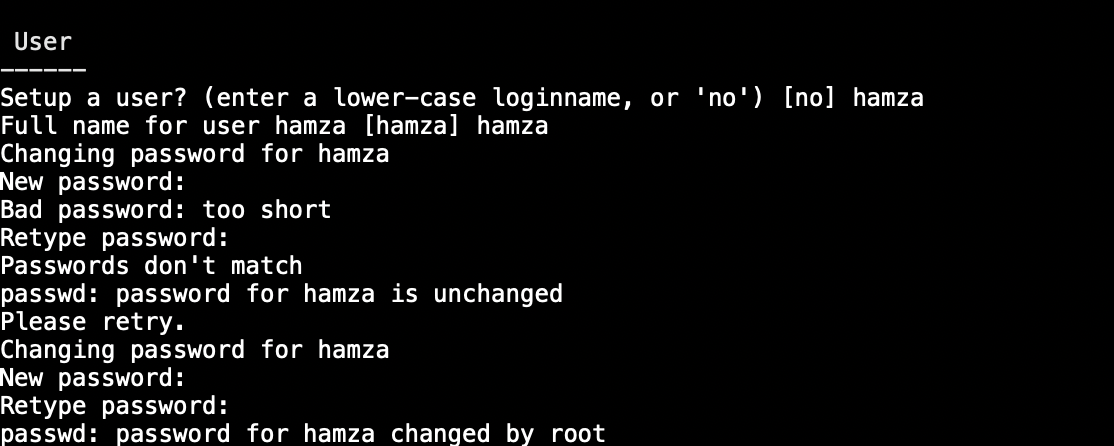 User
------
Setup a user? (enter a lower-case loginname, or 'no') [no] hamza
Full name for user hamza [hamza] hamza
Changing password for hamza
New password:
Bad password: too short
Retype password:
Passwords don't match
passwd: password for hamza is unchanged
Please retry.
Changing password for hamza
New password:
Retype password:
passwd: password for hamza changed by root